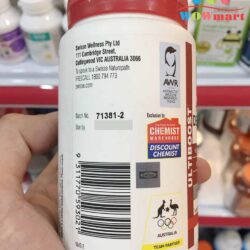 WOWmart
Swisse Wellness Pty Ltd
111 Cambridge Street,
Collingwood VIC AUSTRALIA 3066
To speak to a Swisse Naturopath
FREECALL 1800 794 773
swisse.com
AWR
Batch No. 71381-2
Use by
Exclusive to
CHEMIST
WAREHOUSE
DISCOUNT
CHEMIST
ULTIBOOST
AUSTRALIA
TEAM PARTNER